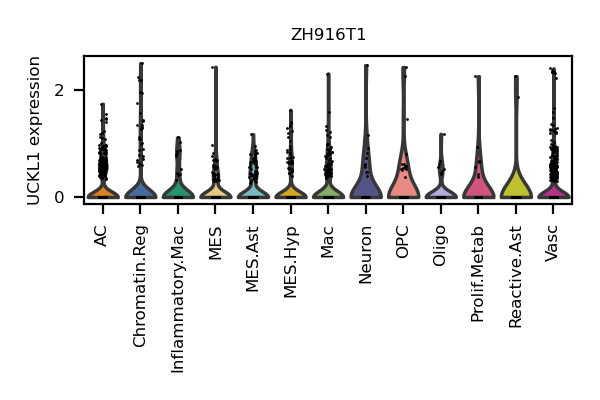 ZH916T1
UCKL1 expression
2
0
AC
Chromatin.Reg
Inflammatory.Mac
MES
MES.Ast
MES.Hyp
Mac
Neuron
OPC
Oligo
Prolif.Metab
Reactive.Ast
Vasc